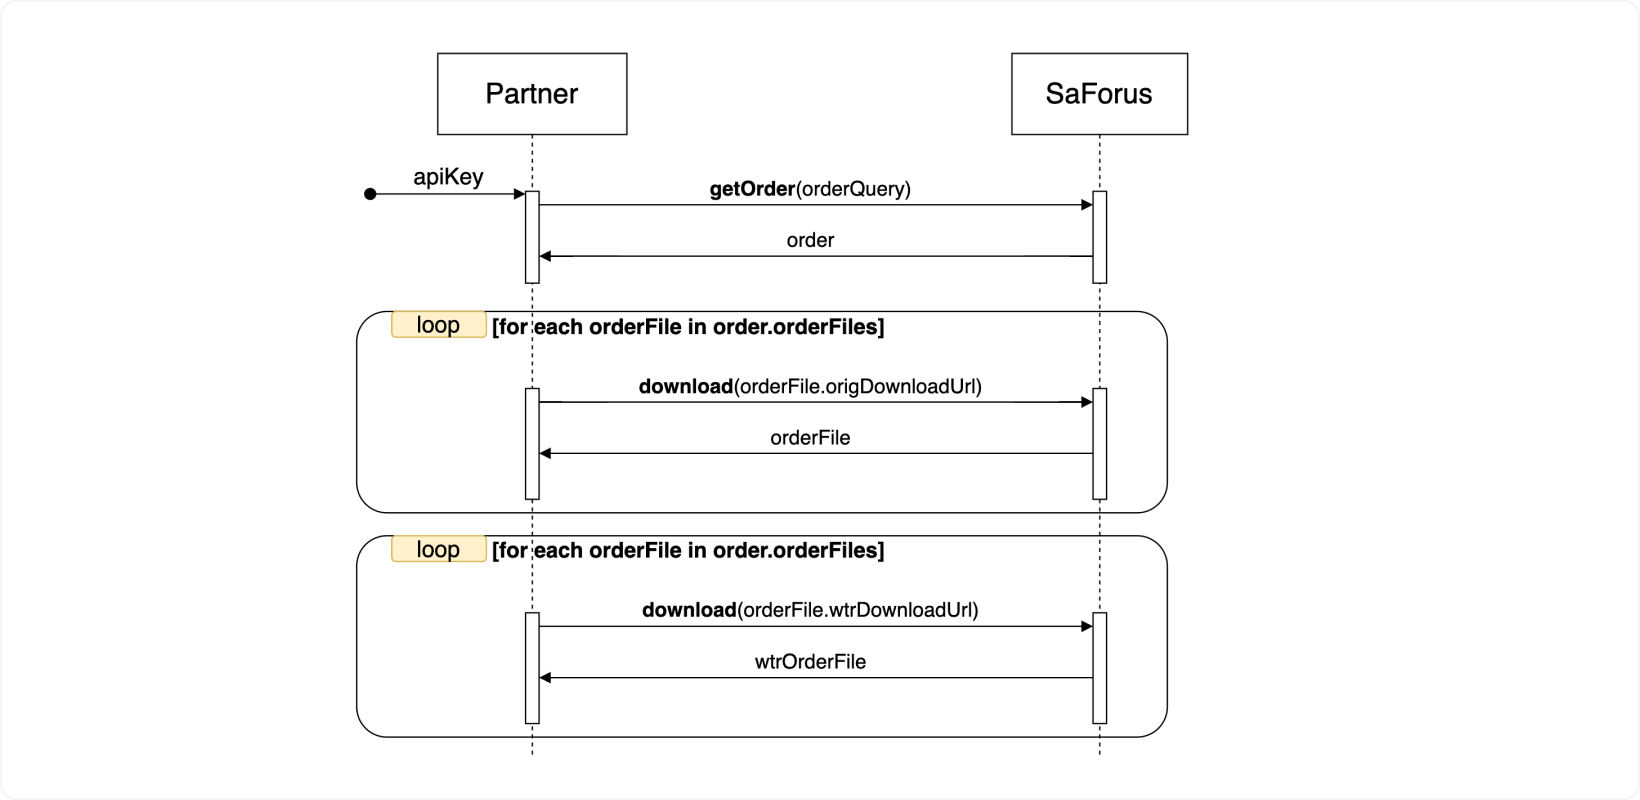 Partner
SaForus
apiKey
getOrder(orderQuery)
order
loop [for each orderFile in order.orderFiles]
download(orderFile.origDownloadUrl)
orderFile
loop [for each orderFile in order.orderFiles]
download(orderFile.wtrDownloadUrl)
wtrOrderFile